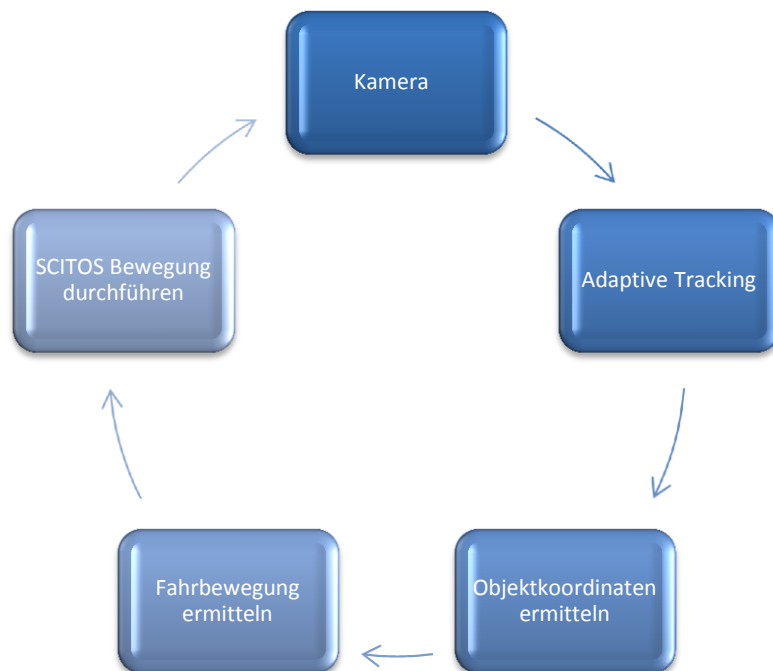 Kamera
Adaptive Tracking
Objektkoordinaten
ermitteln
Fahrbewegung
ermitteln
SCITOS Bewegung
durchführen